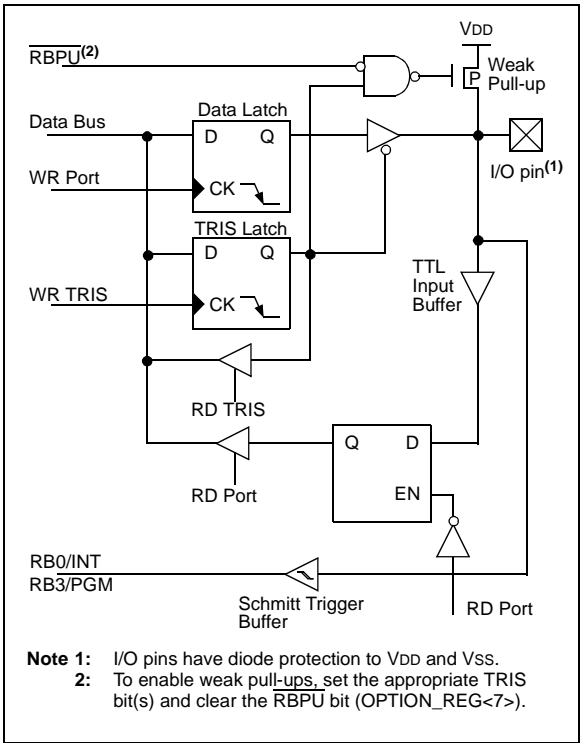 VDD
RBPU(2)
Weak
P
Pull-up
Data Latch
Data Bus
D Q
I/O pin(1)
WR Port
CK
TRIS Latch
D Q
TTL
Input
Buffer
WR TRIS
CK
RD TRIS
Q D
RD Port
EN
RB0/INT
RB3/PGM
Schmitt Trigger
Buffer
RD Port
Note 1: I/O pins have diode protection to VDD and VSS.
2: To enable weak pull-ups, set the appropriate TRIS
bit(s) and clear the RBPU bit (OPTION_REG<7>).